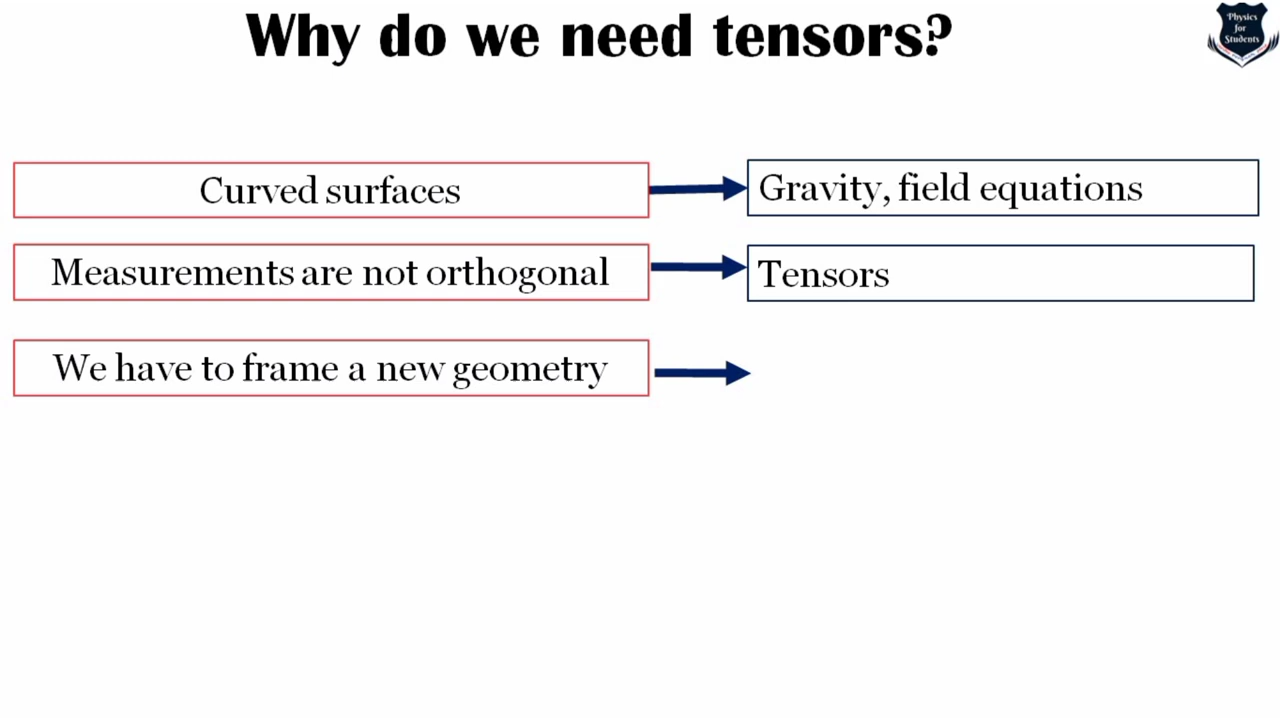 Why do we need tensors?
Physics
for
Students
Curved surfaces
Gravity, field equations
Measurements are not orthogonal
Tensors
We have to frame a new geometry